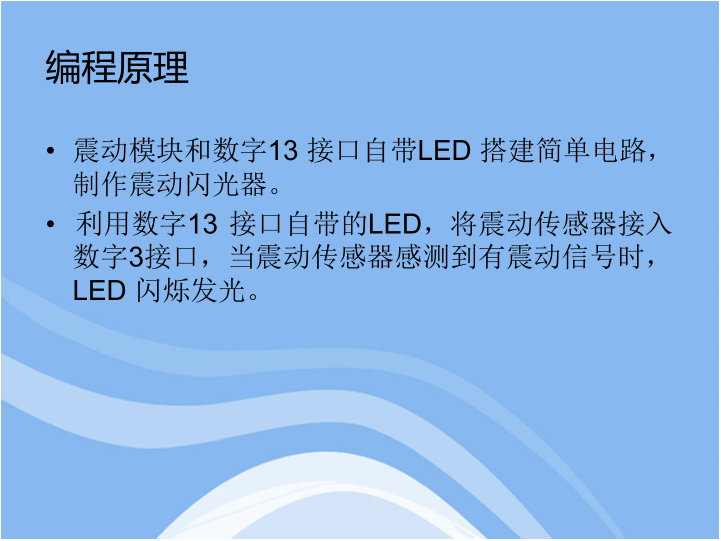 编程原理
• 震动模块和数字13 接口自带LED 搭建简单电路，
制作震动闪光器。
• 利用数字13 接口自带的LED，将震动传感器接入
数字3接口，当震动传感器感测到有震动信号时，
LED 闪烁发光。